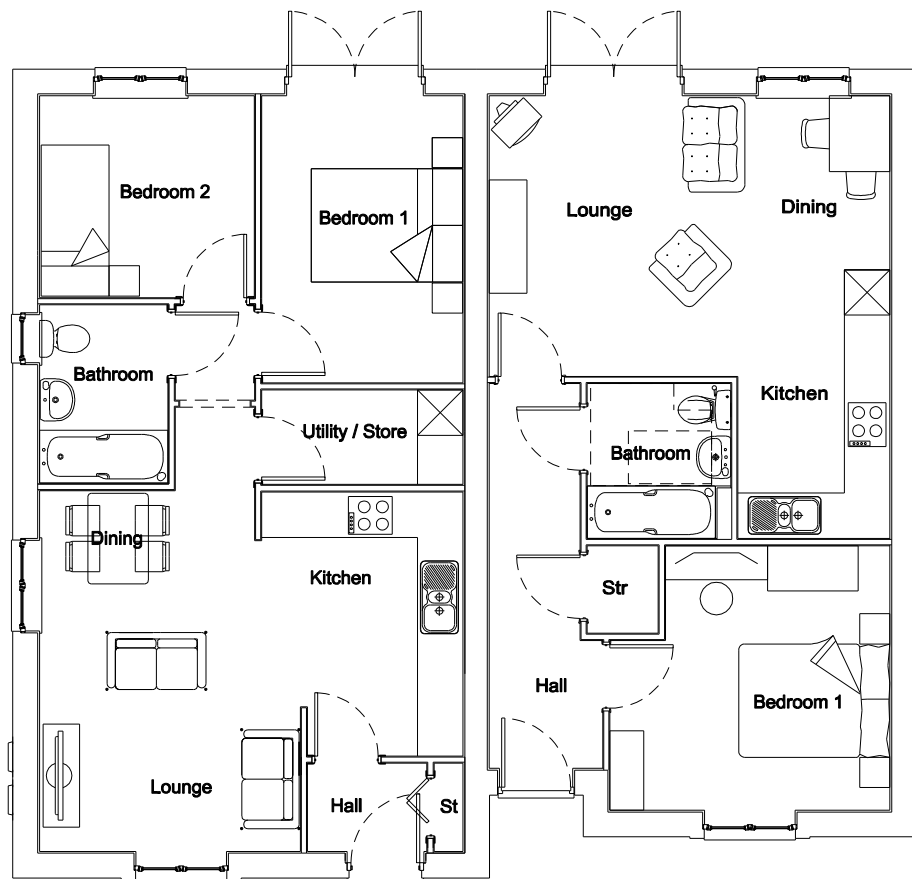 Bedroom 2
Bedroom 1
Lounge
Dining
Bathroom
Kitchen
Utility / Store
Bathroom
Dining
Kitchen
Str
Hall
Bedroom 1
Lounge
Hall
St